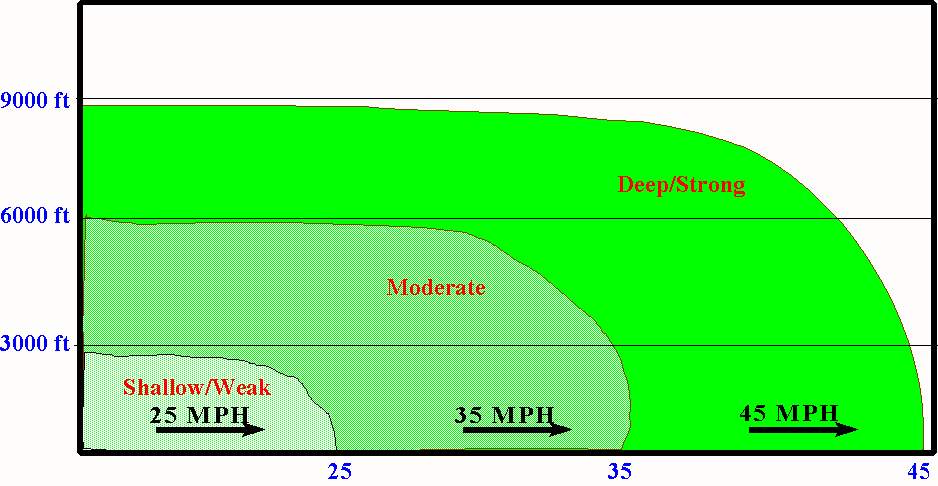 9000 ft
Deep/Strong
6000 ft
Moderate
3000 ft
Shallow/Weak
25 MPH
35 MPH
45 MPH
25
35
45